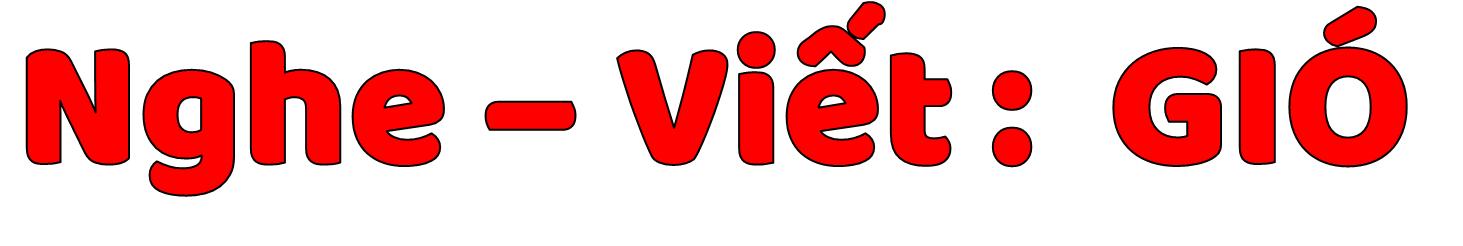 Nghe – Viết : GIÓ